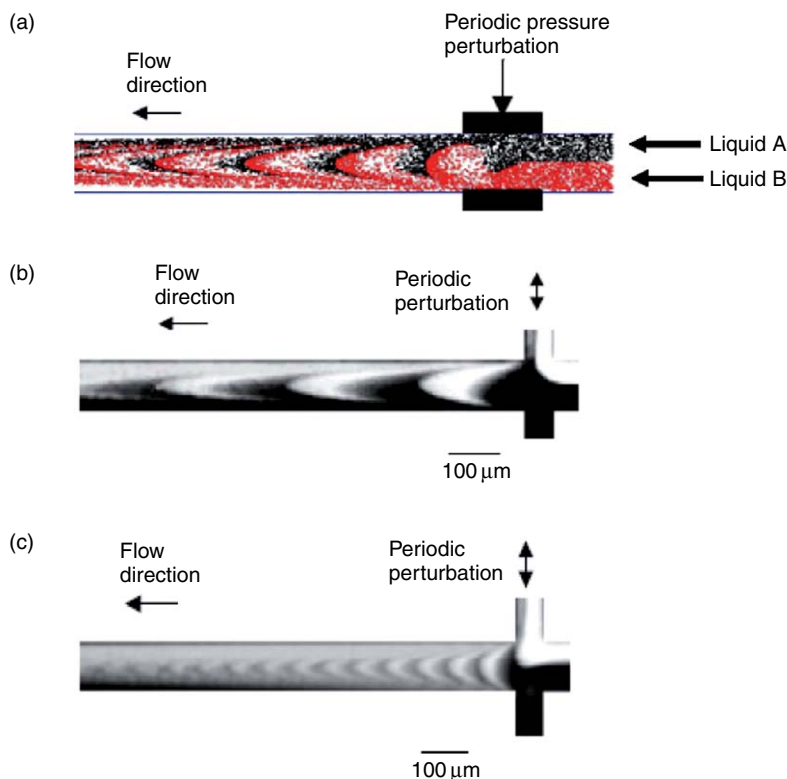 (a)
Periodic pressure
perturbation
Flow
direction
Liquid A
Liquid B
(b)
Flow
direction
Periodic
perturbation
100 µm
(c)
Flow
direction
Periodic
perturbation
100 µm